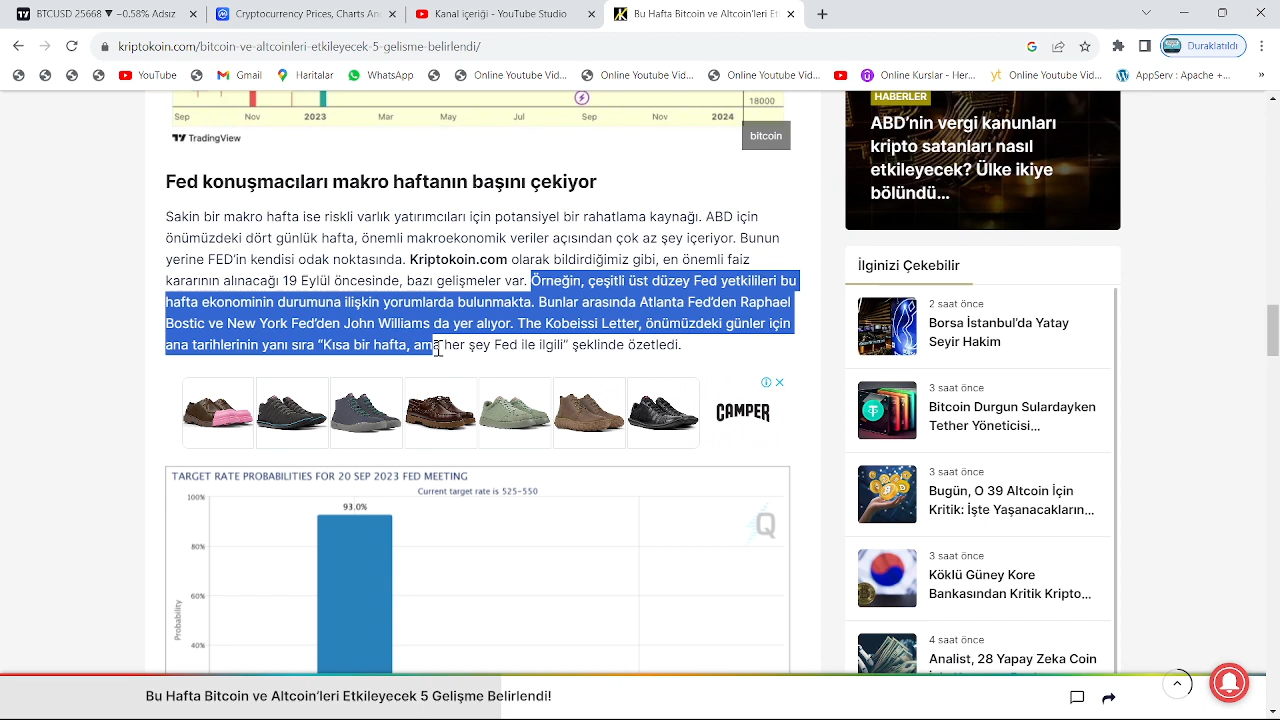 BTCUSD 25668 ▼ −0.58% Adsız
Cryptocurrency Prices, Charts An
Kanal içeriği - YouTube
Bu Hafta Bitcoin ve Altcoin'leri Et
kriptokoin.com/bitcoin-ve-altcoinleri-etkileyecek-5-gelisme-belirlendi/
Duraklatıldı
YouTube
Gmail
Haritalar
WhatsApp
Online Youtube Vid...
Online Youtube Vid...
Online Youtube Vid...
Online Kurslar - Her...
Online Youtube Vid...
AppServ : Apache +...
»
18000
Sep Nov 2023 Mar May Jul Sep Nov 2024
TradingView
bitcoin
Fed konuşmacıları makro haftanın başını çekiyor
Sakin bir makro hafta ise riskli varlık yatırımcıları için potansiyel bir rahatlama kaynağı. ABD için
önümüzdeki dört günlük hafta, önemli makroekonomik veriler açısından çok az şey içeriyor. Bunun
yerine FED'in kendisi odak noktasında. Kriptokoin.com olarak bildirdiğimiz gibi, en önemli faiz
kararının alınacağı 19 Eylül öncesinde, bazı gelişmeler var. Örneğin, çeşitli üst düzey Fed yetkilileri bu
hafta ekonominin durumuna ilişkin yorumlarda bulunmakta. Bunlar arasında Atlanta Fed'den Raphael
Bostic ve New York Fed'den John Williams da yer alıyor. The Kobeissi Letter, önümüzdeki günler için
ana tarihlerinin yanı sıra "Kısa bir hafta, am her şey Fed ile ilgili" şeklinde özetledi.
CAMPER
TARGET RATE PROBABILITIES FOR 20 SEP 2023 FED MEETING
Current target rate is 525-550
100%
93.0%
Q
80%
60%
Probability
40%
HABERLER
ABD'nin vergi kanunları
kripto satanları nasıl
etkileyecek? Ülke ikiye
bölündü...
İlginizi Çekebilir
2 saat önce
Borsa İstanbul'da Yatay
Seyir Hakim
3 saat önce
Bitcoin Durgun Sulardayken
Tether Yöneticisi...
3 saat önce
Bugün, O 39 Altcoin İçin
Kritik: İşte Yaşanacakların...
3 saat önce
Köklü Güney Kore
Bankasından Kritik Kripto...
4 saat önce
Analist, 28 Yapay Zeka Coin
Bu Hafta Bitcoin ve Altcoin'leri Etkileyecek 5 Gelişme Belirlendi!